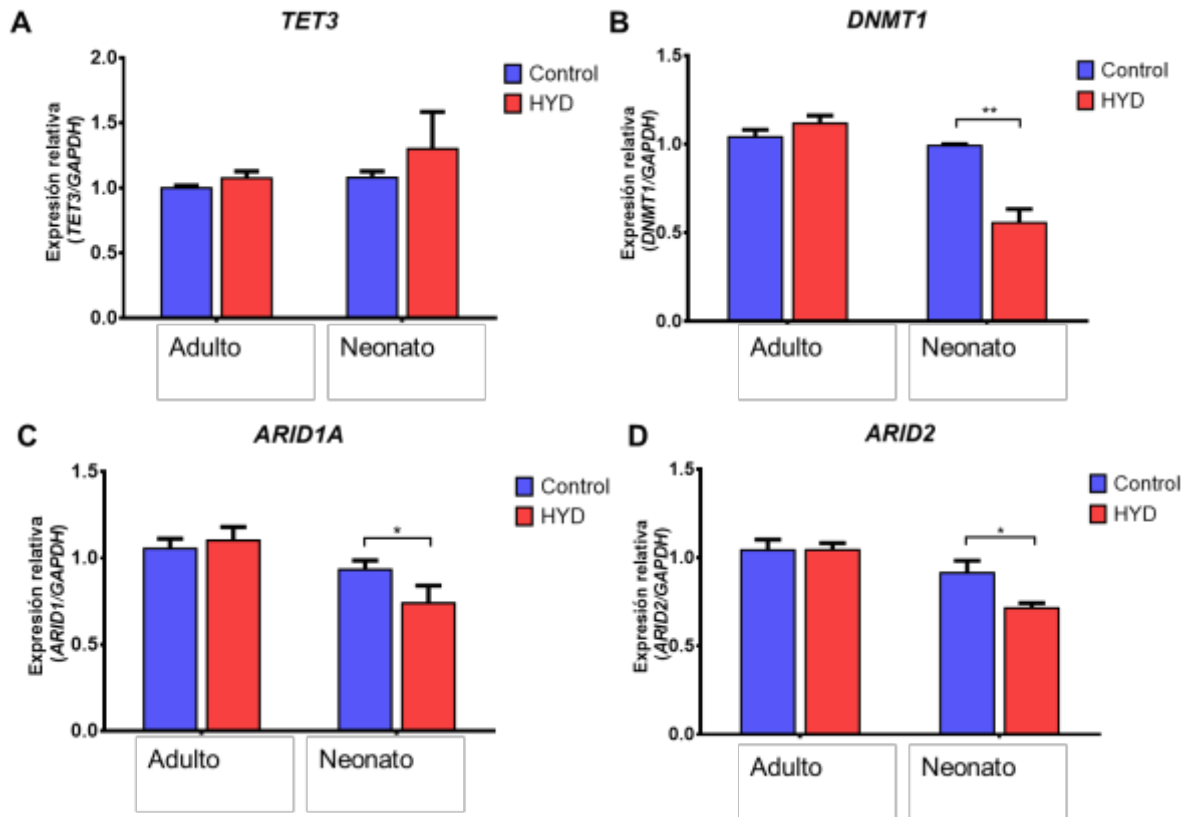 A
TET3
Expresión relativa
(TET3/GAPDH)
2.0
1.5
1.0
0.5
0.0
Control
HYD
Adulto
Neonato
B
DNMT1
Expresión relativa
(DNMT1/GAPDH)
1.5
1.0
0.5
0.0
**
Control
HYD
Adulto
Neonato
C
ARID1A
Expresión relativa
(ARID1/GAPDH)
1.5
1.0
0.5
0.0
*
Control
HYD
Adulto
Neonato
D
ARID2
Expresión relativa
(ARID2/GAPDH)
1.5
1.0
0.5
0.0
*
Control
HYD
Adulto
Neonato